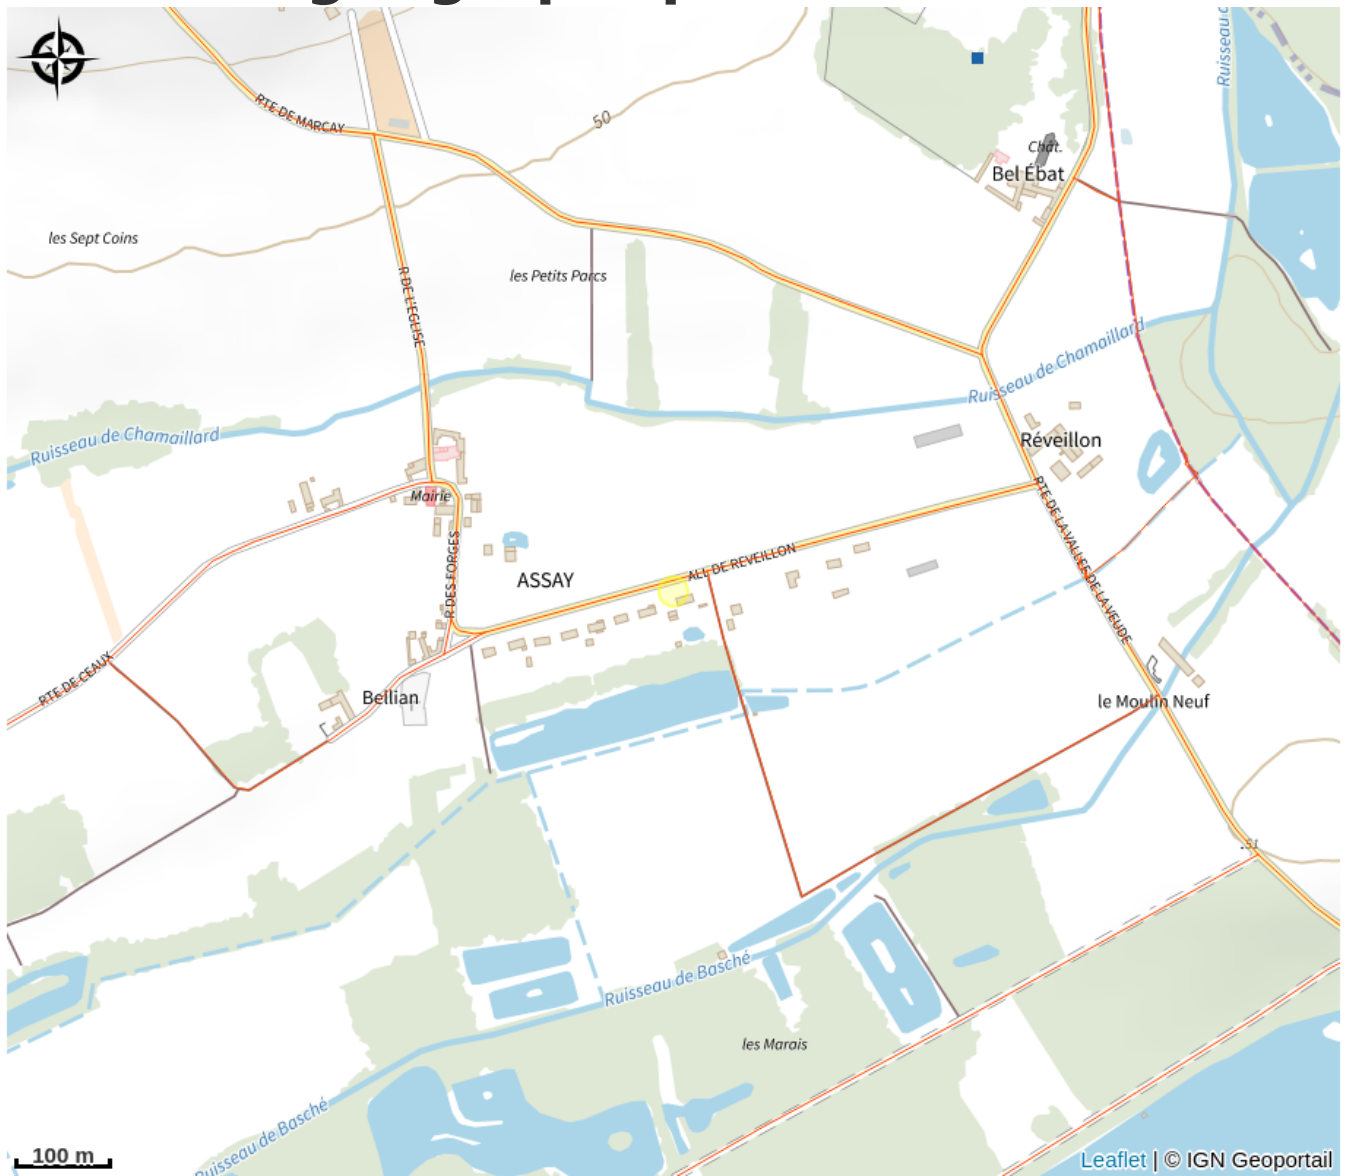 Ruisseau d
RTE DE MARCAY
50
Chât.
Bel Ébat
les Sept Coins
les Petits Parcs
R DE L'EGLISE
Ruisseau de Chamaillard
Ruisseau de Chamaillard
Réveillon
Mairie
RTE DE LA VALLEE DE LA VEUDE
R DES FORGES
ASSAY
ALL DE REVEILLON
RTE DE CEAUX
Bellian
le Moulin Neuf
.51
Ruisseau de Basché
les Marais
Ruisseau de Basché
100 m
Leaflet | © IGN Geoportail